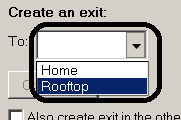 Create an exit:
To:
Home
Rooftop
Also create exit in the othe